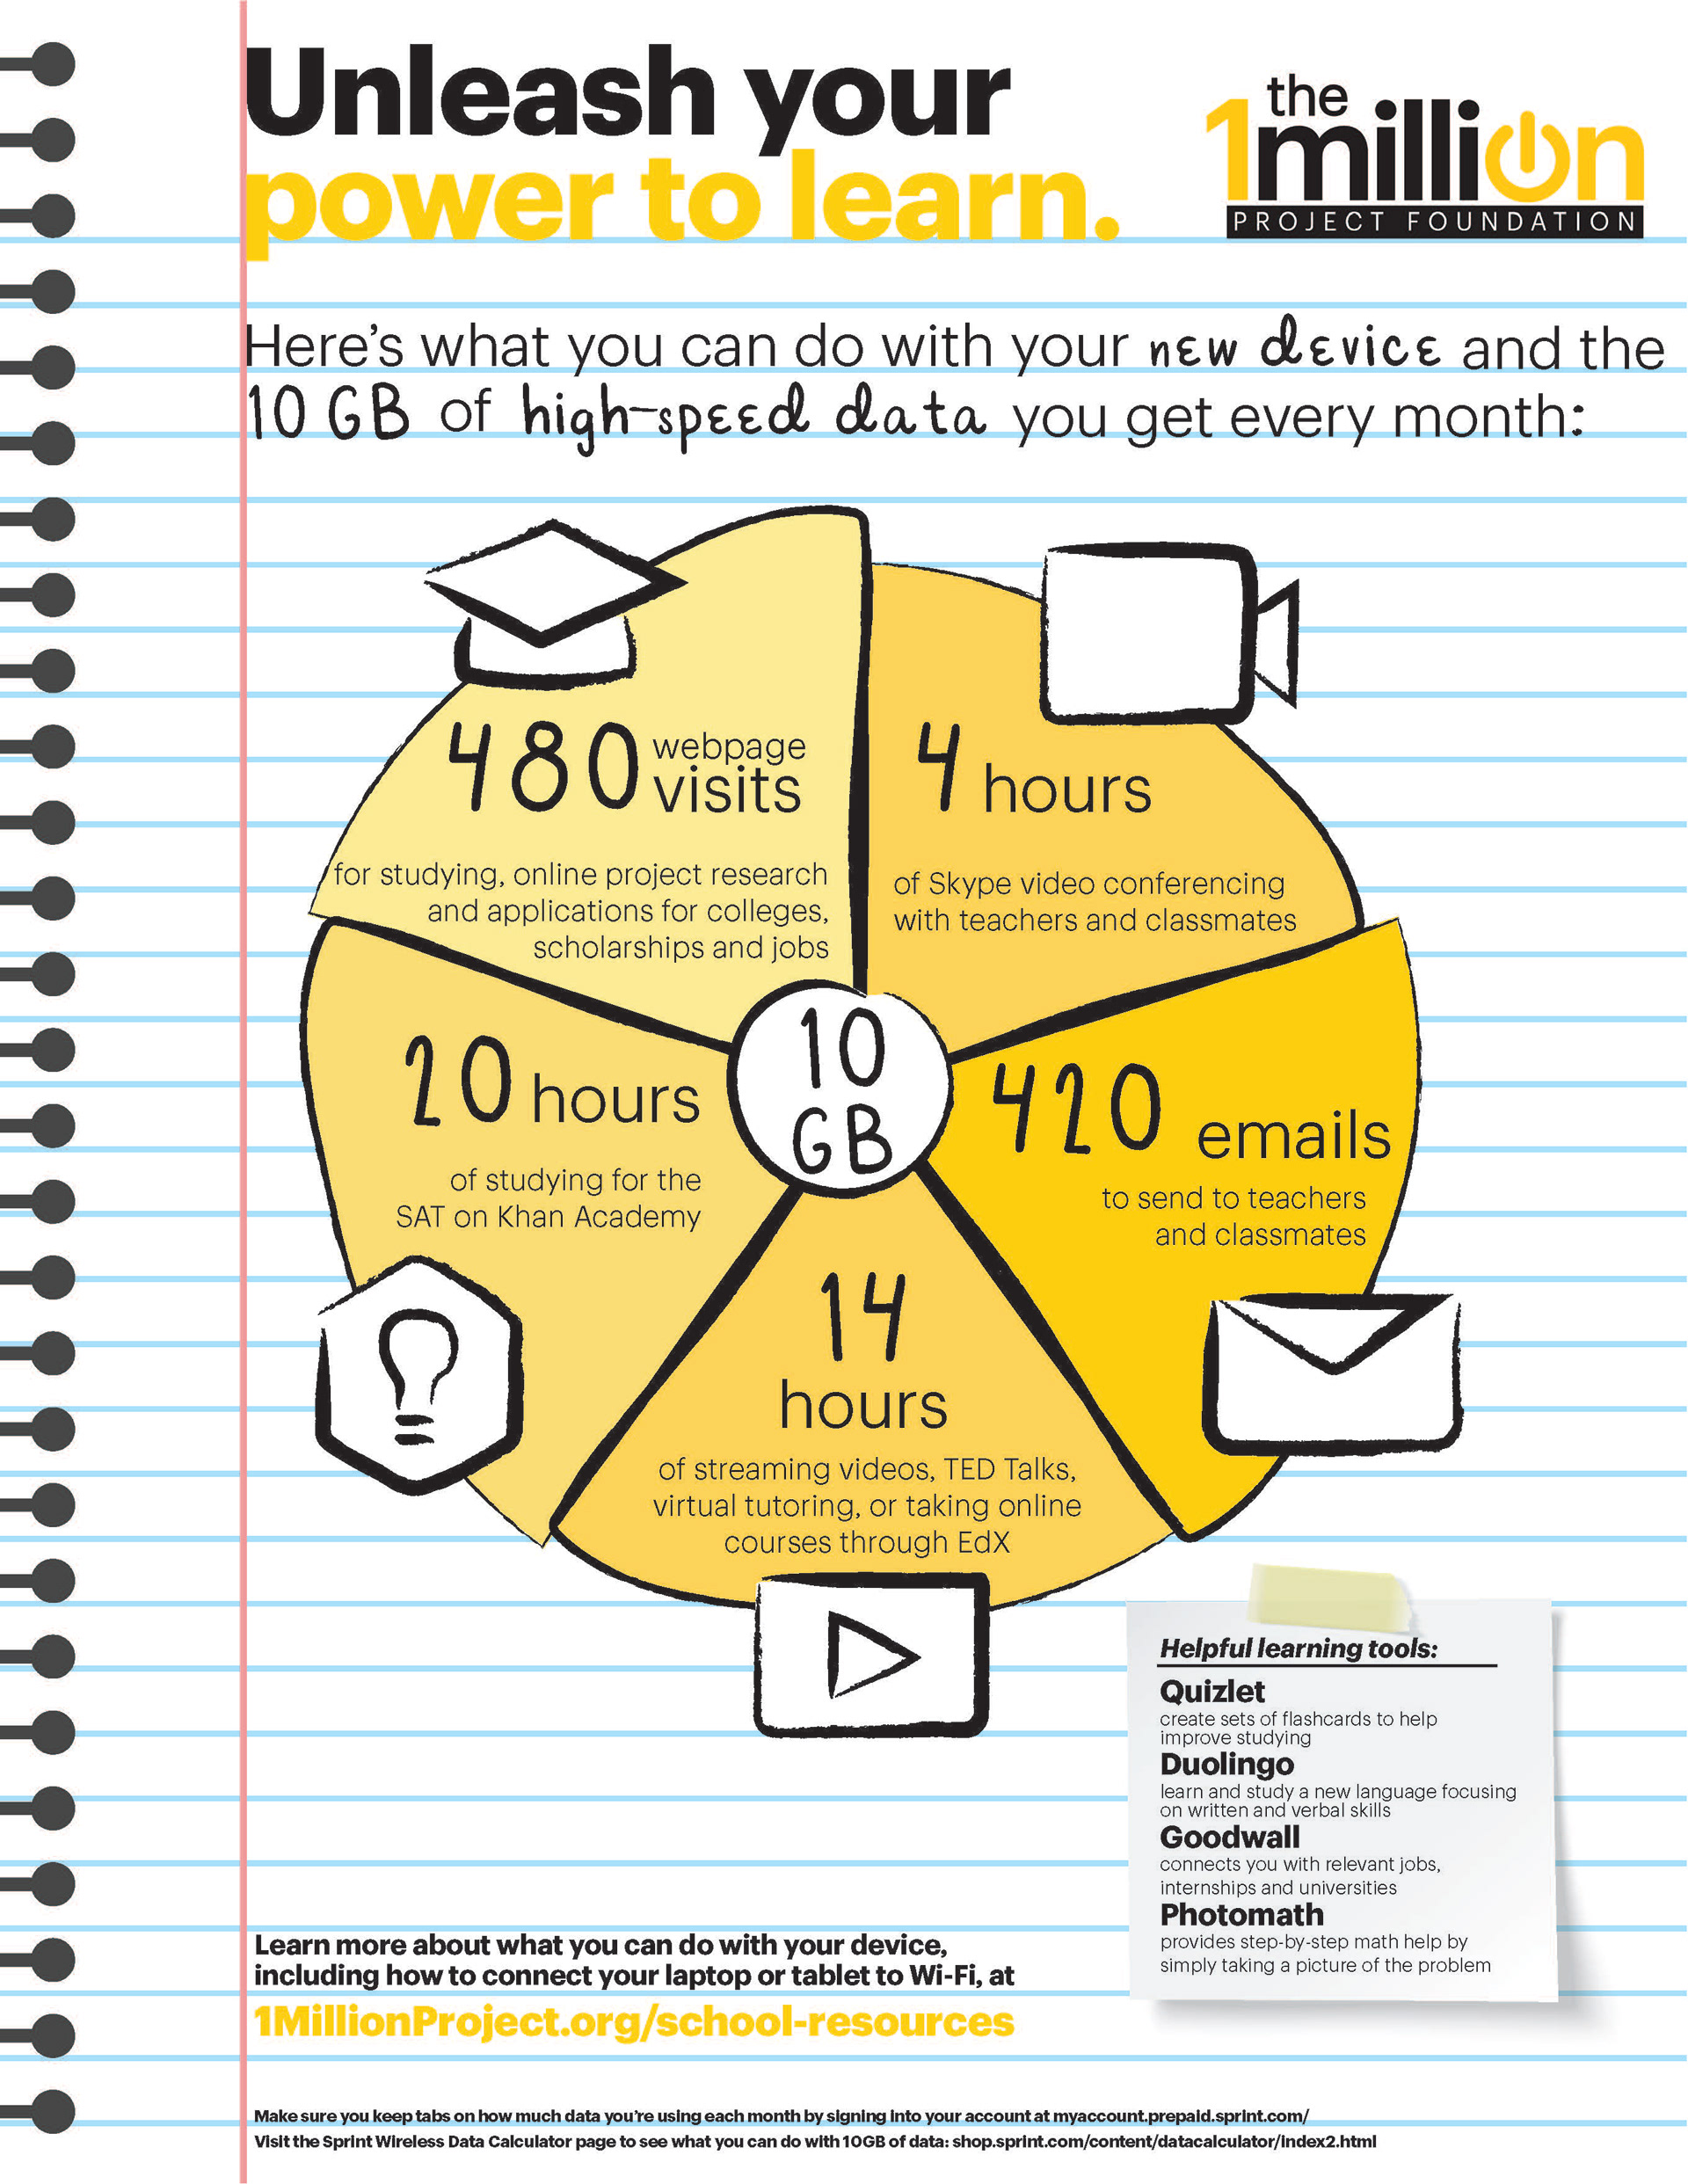 Unleash your
power to learn.
the
1million
PROJECT FOUNDATION
Here's what you can do with your new device and the
10 GB of high-speed data you get every month:
480 webpage
visits
for studying, online project research
and applications for colleges,
scholarships and jobs
4 hours
of Skype video conferencing
with teachers and classmates
20 hours
of studying for the
SAT on Khan Academy
10
GB
420 emails
to send to teachers
and classmates
14
hours
of streaming videos, TED Talks,
virtual tutoring, or taking online
courses through EdX
Helpful learning tools:
Quizlet
create sets of flashcards to help
improve studying
Duolingo
learn and study a new language focusing
on written and verbal skills
Goodwall
connects you with relevant jobs,
internships and universities
Photomath
provides step-by-step math help by
simply taking a picture of the problem
Learn more about what you can do with your device,
including how to connect your laptop or tablet to Wi-Fi, at
1MillionProject.org/school-resources
Make sure you keep tabs on how much data you're using each month by signing into your account at myaccount.prepaid.sprint.com/
Visit the Sprint Wireless Data Calculator page to see what you can do with 10GB of data: shop.sprint.com/content/datacalculator/index2.html